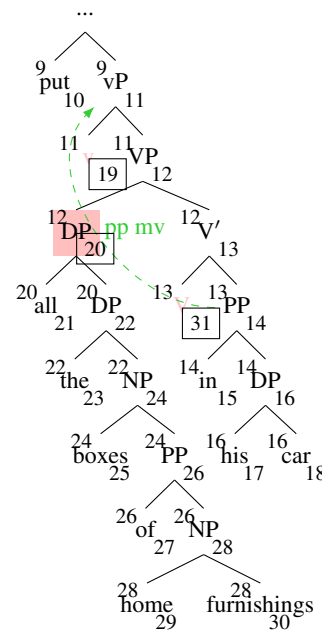 ...
9 9
put vP
10 11
11 11
v VP
19 12
12 12
DP pp mv V′
20 13
20 20 13 13
all DP V PP
21 22 31 14
22 22 14 14
the NP in DP
23 24 15 16
24 24 16 16
boxes PP his car
25 26 17 18
26 26
of NP
27 28
28 28
home furnishings
29 30